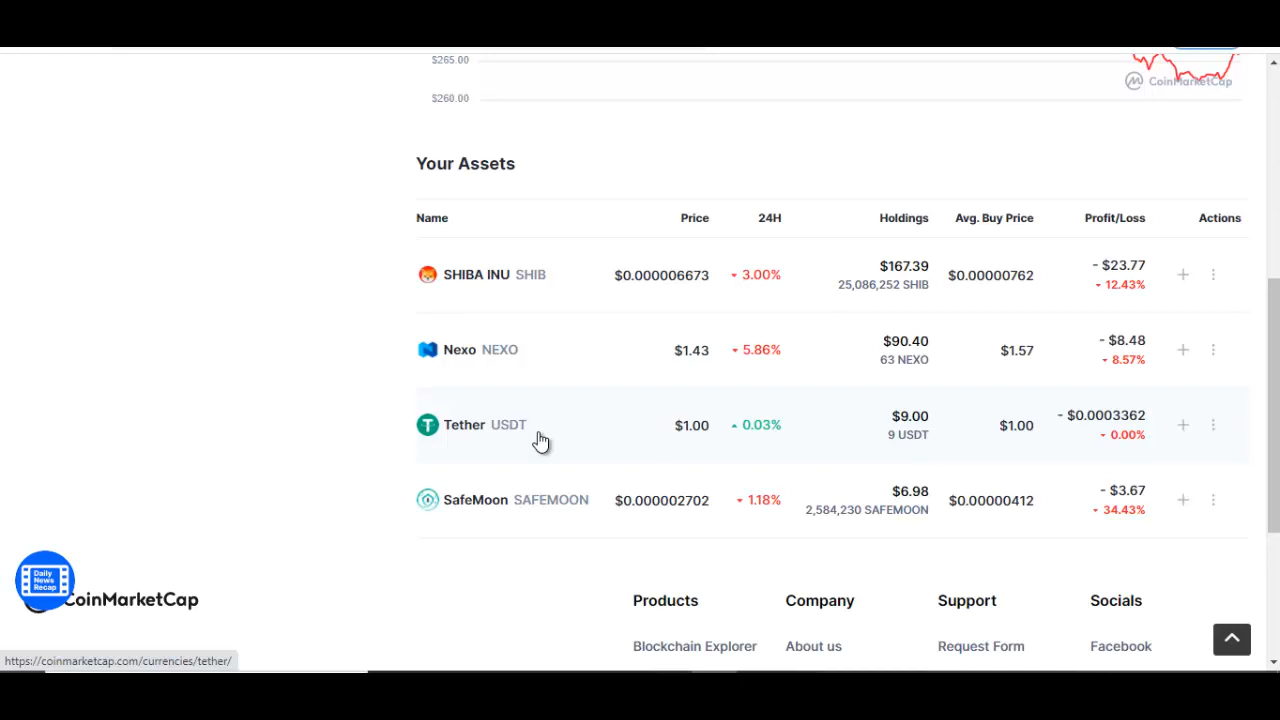 $265.00
$260.00
CoinMarketCap
Your Assets
Name Price 24H Holdings Avg. Buy Price Profit/Loss Actions
SHIBA INU SHIB $0.000006673 3.00% $167.39 $0.00000762 - $23.77
25,086,252 SHIB 12.43%
Nexo NEXO $1.43 5.86% $90.40 $1.57 - $8.48
63 NEXO 8.57%
Tether USDT $1.00 0.03% $9.00 $1.00 - $0.0003362
9 USDT 0.00%
SafeMoon SAFEMOON $0.000002702 1.18% $6.98 $0.00000412 - $3.67
2,584,230 SAFEMOON 34.43%
Daily
News
Recap
CoinMarketCap Products Company Support Socials
Blockchain Explorer About us Request Form Facebook
https://coinmarketcap.com/currencies/tether/